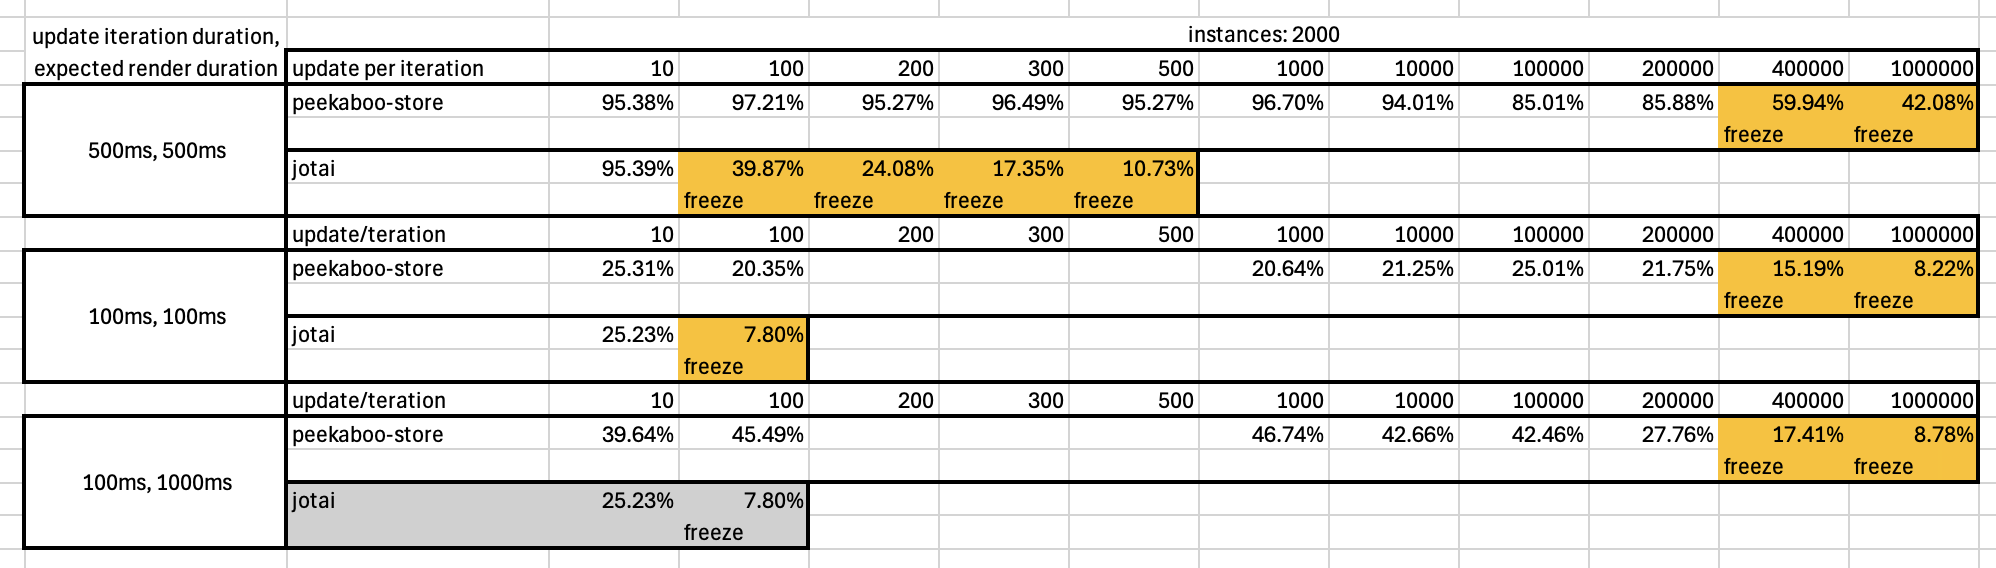 update iteration duration, instances: 2000
expected render duration update per iteration 10 100 200 300 500 1000 10000 100000 200000 400000 1000000
peekaboo-store 95.38% 97.21% 95.27% 96.49% 95.27% 96.70% 94.01% 85.01% 85.88% 59.94% 42.08%
freeze freeze
500ms, 500ms
jotai 95.39% 39.87% 24.08% 17.35% 10.73%
freeze freeze freeze freeze
update/teration 10 100 200 300 500 1000 10000 100000 200000 400000 1000000
peekaboo-store 25.31% 20.35% 20.64% 21.25% 25.01% 21.75% 15.19% 8.22%
freeze freeze
100ms, 100ms
jotai 25.23% 7.80%
freeze
update/teration 10 100 200 300 500 1000 10000 100000 200000 400000 1000000
peekaboo-store 39.64% 45.49% 46.74% 42.66% 42.46% 27.76% 17.41% 8.78%
freeze freeze
100ms, 1000ms
jotai 25.23% 7.80%
freeze